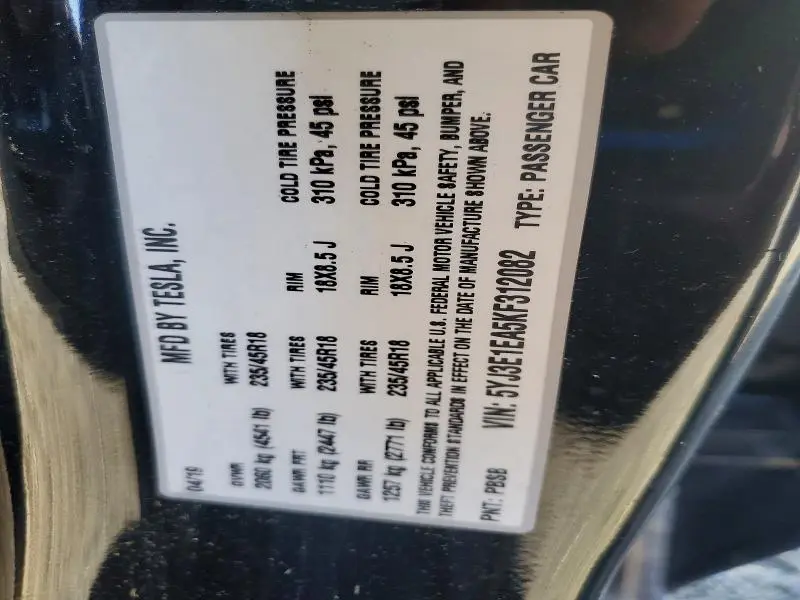 MFD BY TESLA, INC.
04/19
GVWR WITH TIRES
2060 kg (4541 lb) 235/45R18
GAWR FRT WITH TIRES RIM COLD TIRE PRESSURE
1110 kg (2447 lb) 235/45R18 18X8.5 J 310 kPa, 45 psi
GAWR RR WITH TIRES RIM COLD TIRE PRESSURE
1257 kg (2771 lb) 235/45R18 18X8.5 J 310 kPa, 45 psi
THIS VEHICLE CONFORMS TO ALL APPLICABLE U.S. FEDERAL MOTOR VEHICLE SAFETY, BUMPER, AND
THEFT PREVENTION STANDARDS IN EFFECT ON THE DATE OF MANUFACTURE SHOWN ABOVE.
PNT: PBSB VIN: 5YJ3E1EA5KF312082 TYPE: PASSENGER CAR